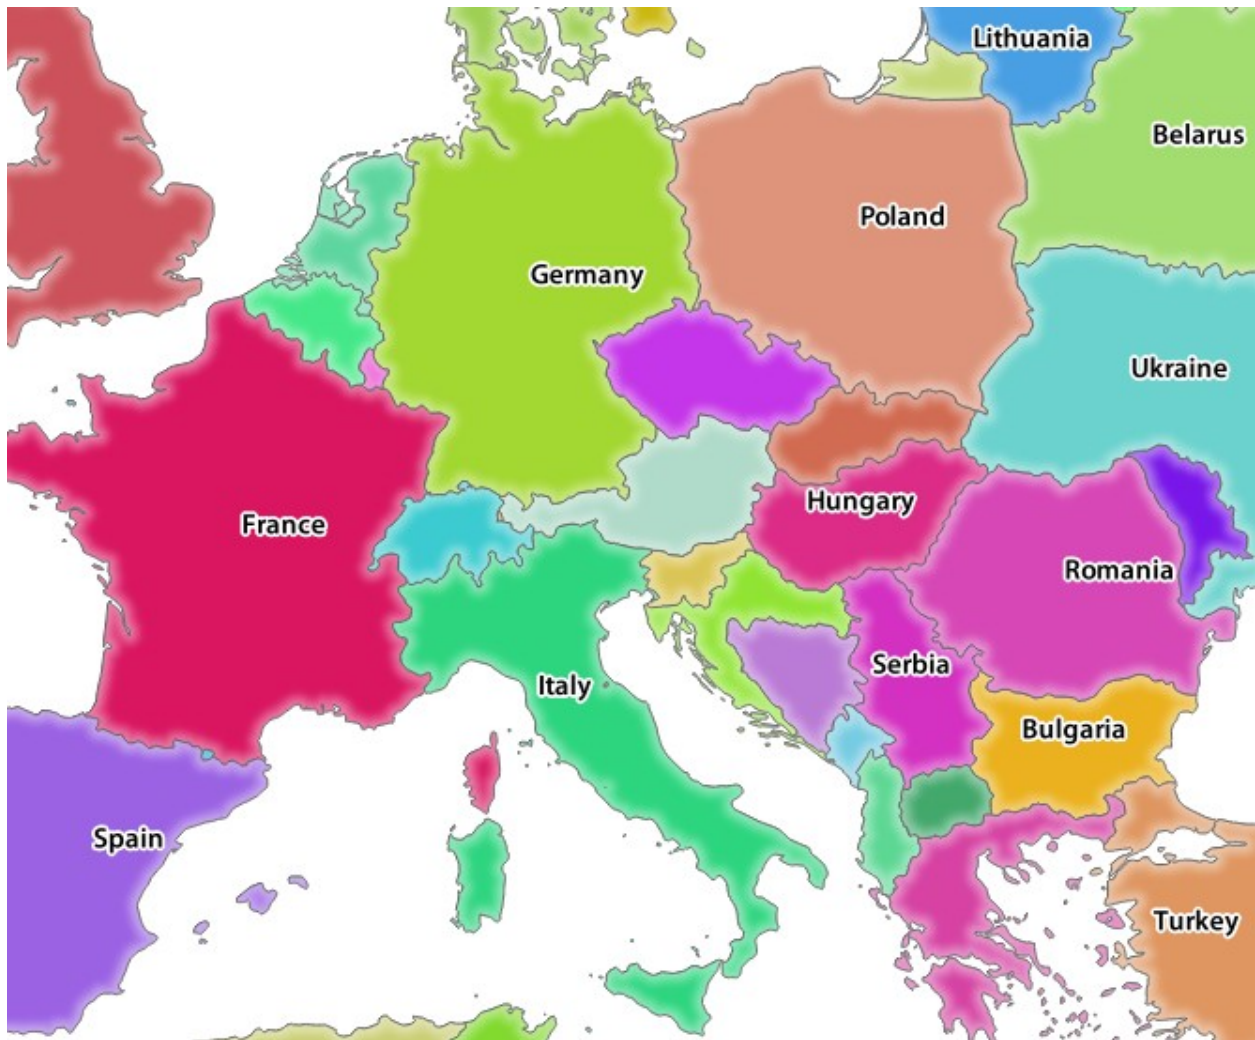 Lithuania
Belarus
Poland
Germany
Ukraine
Hungary
France
Romania
Serbia
Italy
Bulgaria
Spain
Turkey